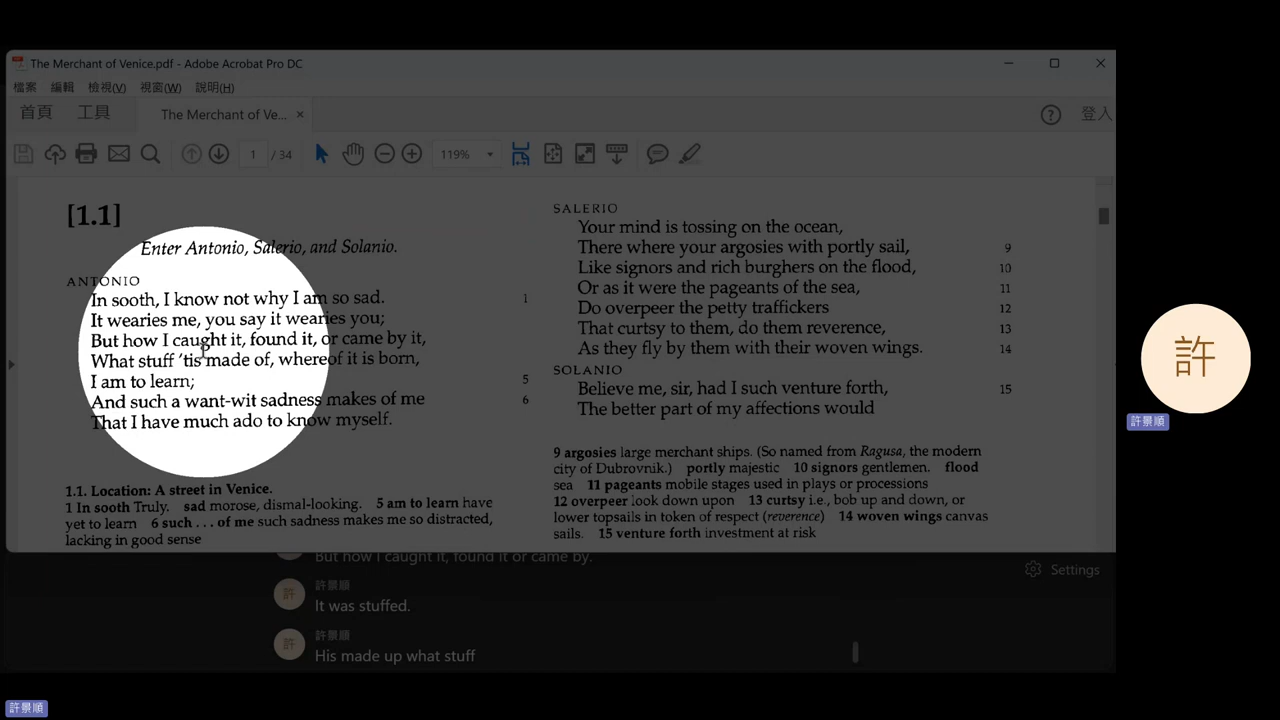 The Merchant of Venice.pdf - Adobe Acrobat Pro DC
檔案 編輯 檢視(V) 視窗(W) 說明(H)
首頁 工具 The Merchant of Ve... × ? 登入
1 / 34 119%
[1.1]
Enter Antonio, Salerio, and Solanio.
ANTONIO
In sooth, I know not why I am so sad. 1
It wearies me, you say it wearies you;
But how I caught it, found it, or came by it,
What stuff ’tis made of, whereof it is born,
I am to learn; 5
And such a want-wit sadness makes of me 6
That I have much ado to know myself.
1.1. Location: A street in Venice.
1 In sooth Truly. sad morose, dismal-looking. 5 am to learn have
yet to learn 6 such . . . of me such sadness makes me so distracted,
lacking in good sense
SALERIO
Your mind is tossing on the ocean,
There where your argosies with portly sail, 9
Like signors and rich burghers on the flood, 10
Or as it were the pageants of the sea, 11
Do overpeer the petty traffickers 12
That curtsy to them, do them reverence, 13
As they fly by them with their woven wings. 14
SOLANIO
Believe me, sir, had I such venture forth, 15
The better part of my affections would
9 argosies large merchant ships. (So named from Ragusa, the modern
city of Dubrovnik.) portly majestic 10 signors gentlemen. flood
sea 11 pageants mobile stages used in plays or processions
12 overpeer look down upon 13 curtsy i.e., bob up and down, or
lower topsails in token of respect (reverence) 14 woven wings canvas
sails. 15 venture forth investment at risk
But how I caught it, found it or came by.
Settings
許 許景順
It was stuffed.
許 許景順
His made up what stuff
許
許景順
許景順